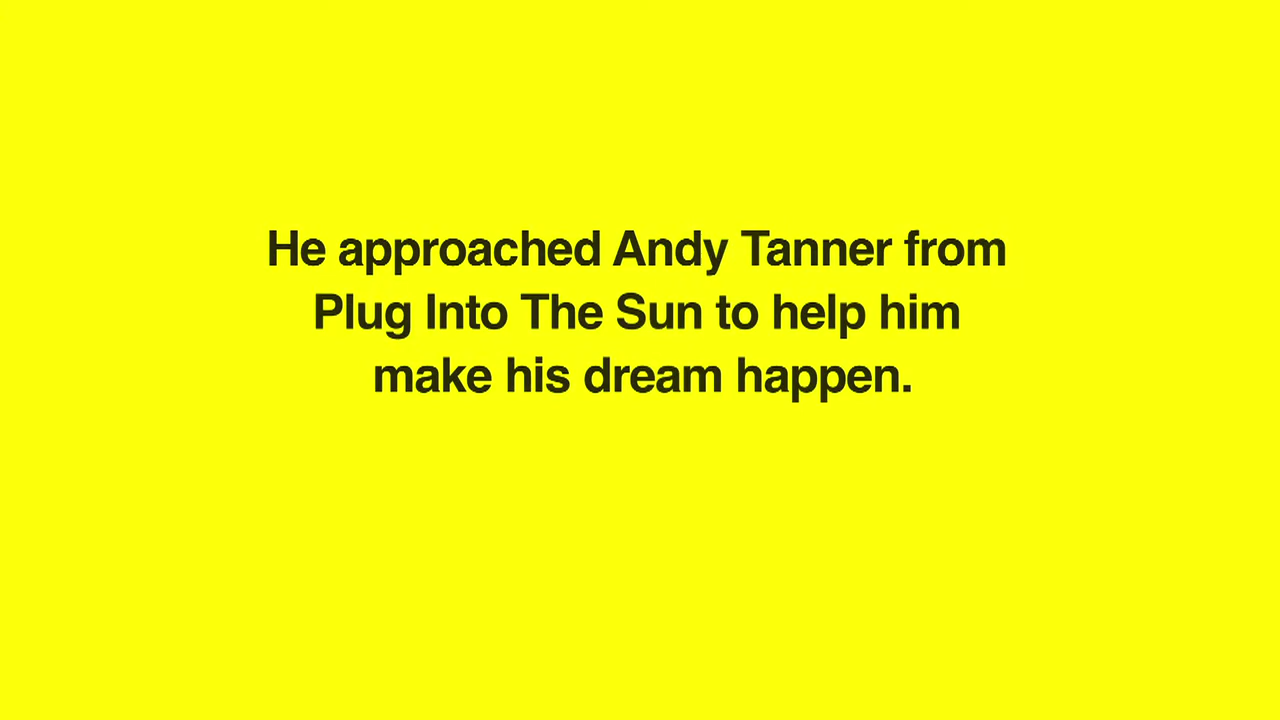 He approached Andy Tanner from
Plug Into The Sun to help him
make his dream happen.